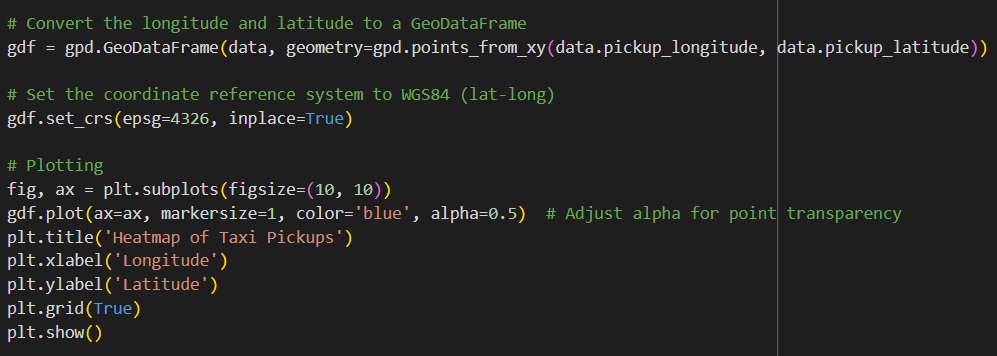 # Convert the longitude and latitude to a GeoDataFrame
gdf = gpd.GeoDataFrame(data, geometry=gpd.points_from_xy(data.pickup_longitude, data.pickup_latitude))
# Set the coordinate reference system to WGS84 (lat-long)
gdf.set_crs(epsg=4326, inplace=True)
# Plotting
fig, ax = plt.subplots(figsize=(10, 10))
gdf.plot(ax=ax, markersize=1, color='blue', alpha=0.5)  # Adjust alpha for point transparency
plt.title('Heatmap of Taxi Pickups')
plt.xlabel('Longitude')
plt.ylabel('Latitude')
plt.grid(True)
plt.show()